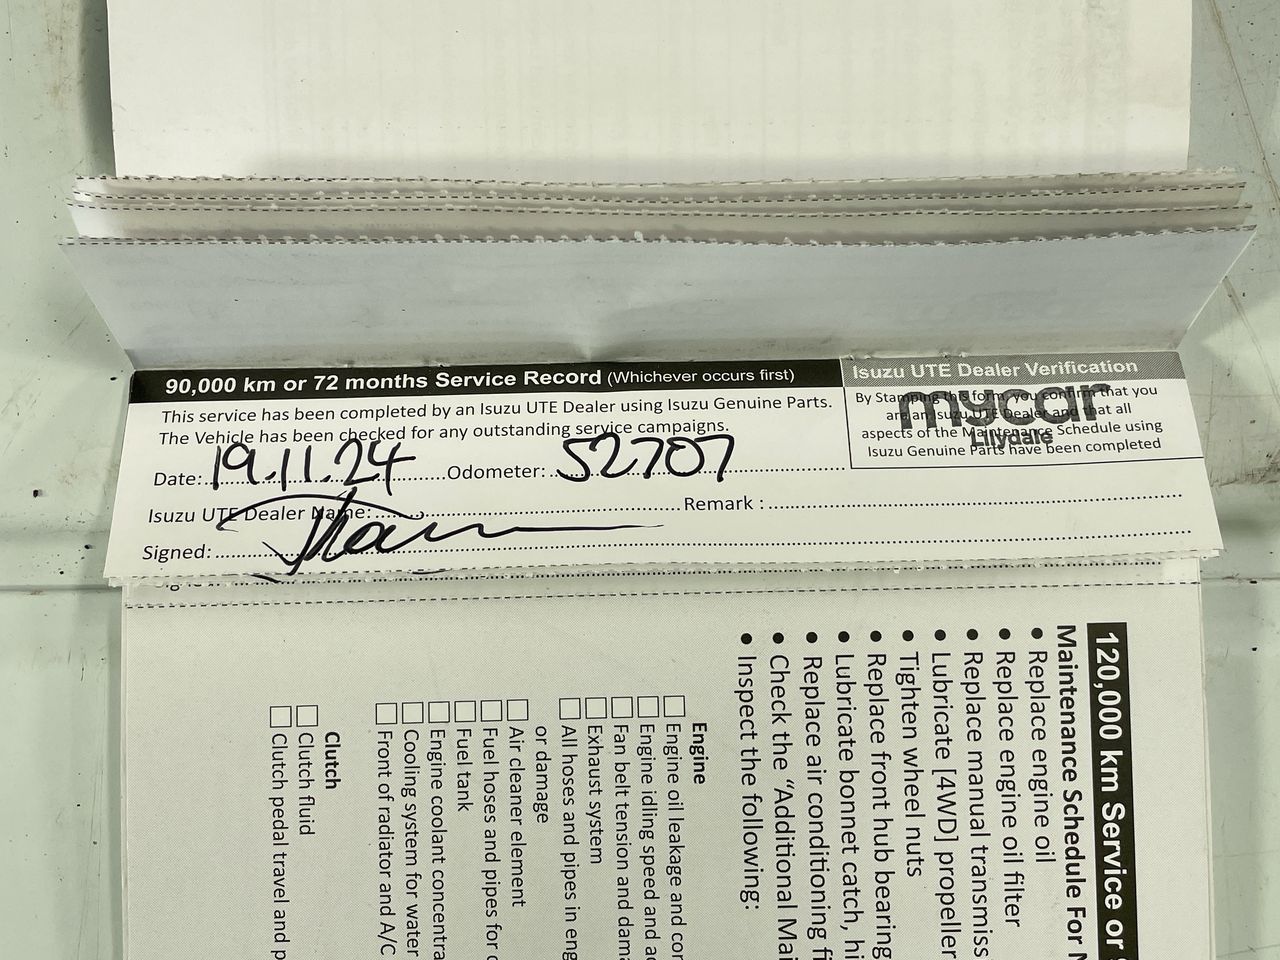 90,000 km or 72 months Service Record (Whichever occurs first)
This service has been completed by an Isuzu UTE Dealer using Isuzu Genuine Parts.
The Vehicle has been checked for any outstanding service campaigns.
Date: 19.11.24 Odometer: 52707
Isuzu UTE Dealer Name: Remark :
Signed:
Isuzu UTE Dealer Verification
By Stamping this form, you confirm that you
are an Isuzu UTE Dealer and that all
aspects of the Maintenance Schedule using
Isuzu Genuine Parts have been completed
mycar
Lilydale
120,000 km Service or
Maintenance Schedule For
• Replace engine oil
• Replace engine oil filter
• Replace manual
• Lubricate [4WD] propeller
• Tighten wheel nuts
• Replace front hub bearing
• Lubricate bonnet catch,
• Replace air conditioning
• Check the “Additional
• Inspect the following:
Engine
Engine oil leakage and
Engine idling speed and
Fan belt tension and
Exhaust system
All hoses and pipes in
or damage
Air cleaner element
Fuel hoses and pipes for
Fuel tank
Engine coolant
Cooling system for water
Front of radiator and A/C
Clutch
Clutch fluid
Clutch pedal travel and